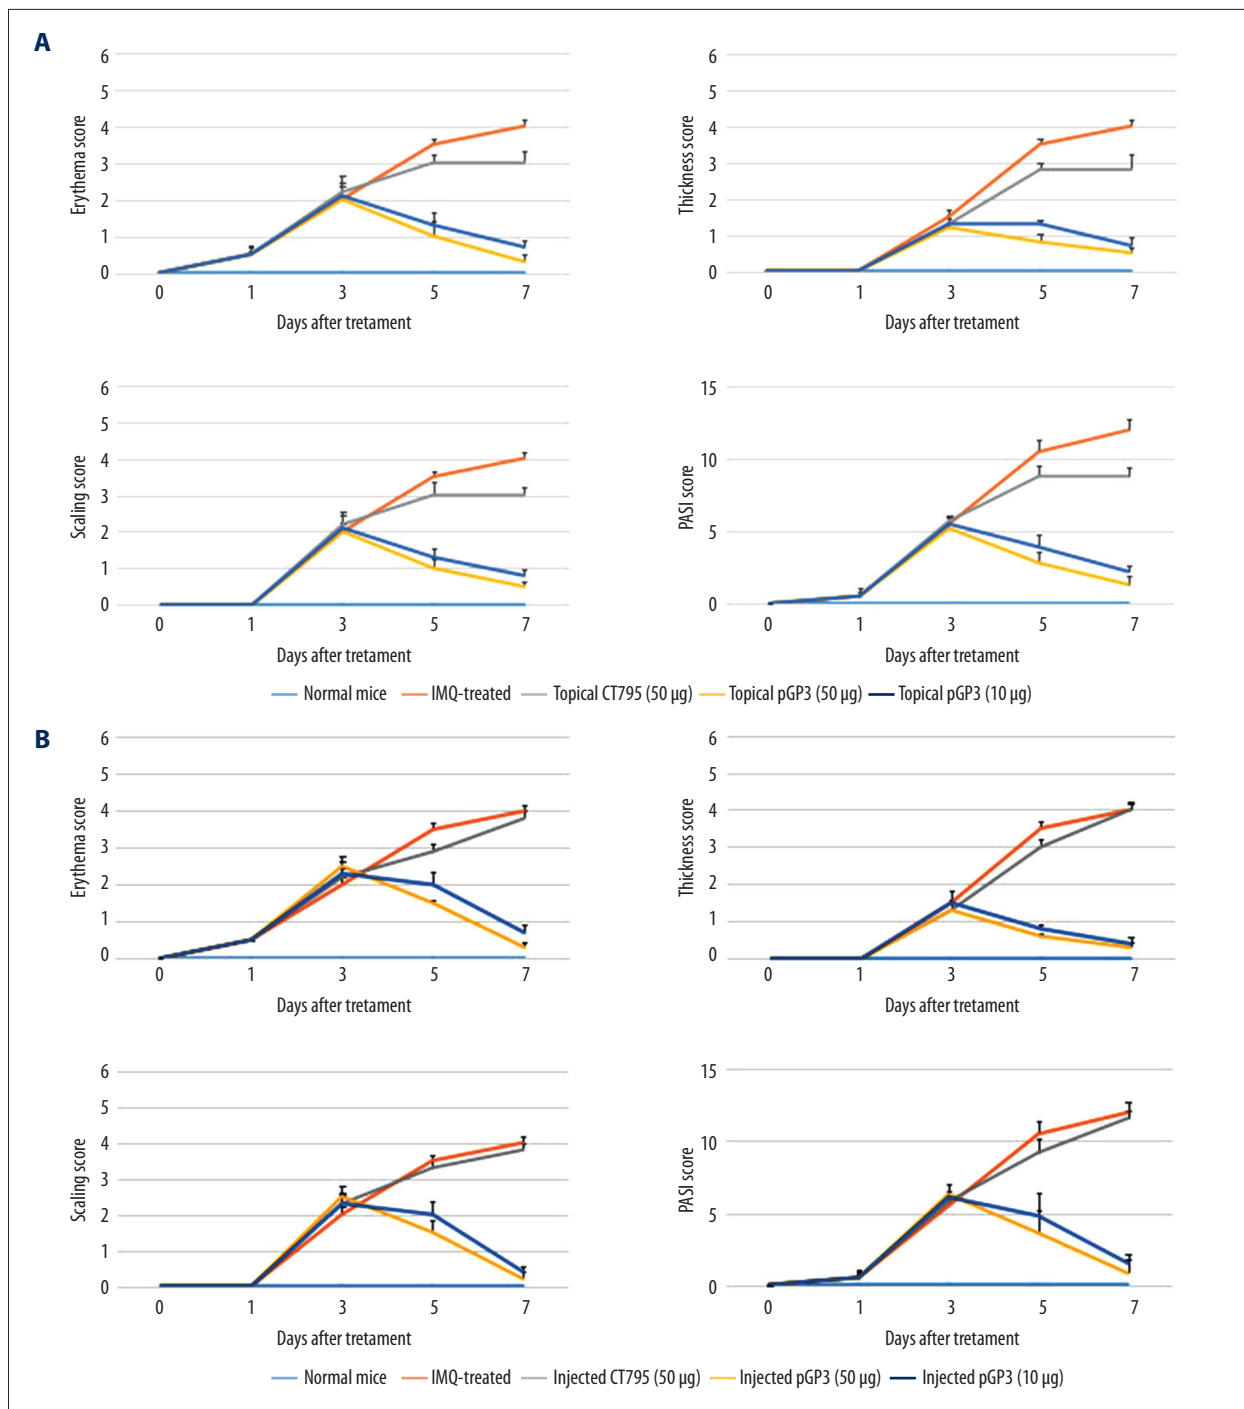 A
6
5
4
3
2
1
0
Erythema score
0 1 3 5 7
Days after tretament
6
5
4
3
2
1
0
Thickness score
0 1 3 5 7
Days after tretament
6
5
4
3
2
1
0
Scaling score
0 1 3 5 7
Days after tretament
15
10
5
0
PASI score
0 1 3 5 7
Days after tretament
Normal mice IMQ-treated Topical CT795 (50 µg) Topical pGP3 (50 µg) Topical pGP3 (10 µg)
B
6
5
4
3
2
1
0
Erythema score
0 1 3 5 7
Days after tretament
6
5
4
3
2
1
0
Thickness score
0 1 3 5 7
Days after tretament
6
5
4
3
2
1
0
Scaling score
0 1 3 5 7
Days after tretament
15
10
5
0
PASI score
0 1 3 5 7
Days after tretament
Normal mice IMQ-treated Injected CT795 (50 µg) Injected pGP3 (50 µg) Injected pGP3 (10 µg)